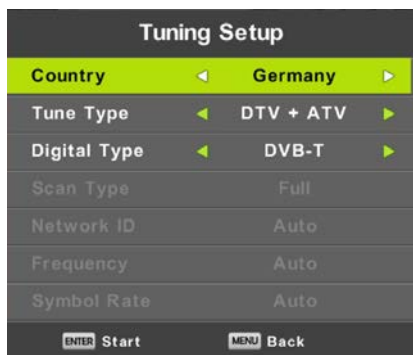 Tuning Setup
Country Germany
Tune Type DTV + ATV
Digital Type DVB-T
Scan Type Full
Network ID Auto
Frequency Auto
Symbol Rate Auto
ENTER Start MENU Back